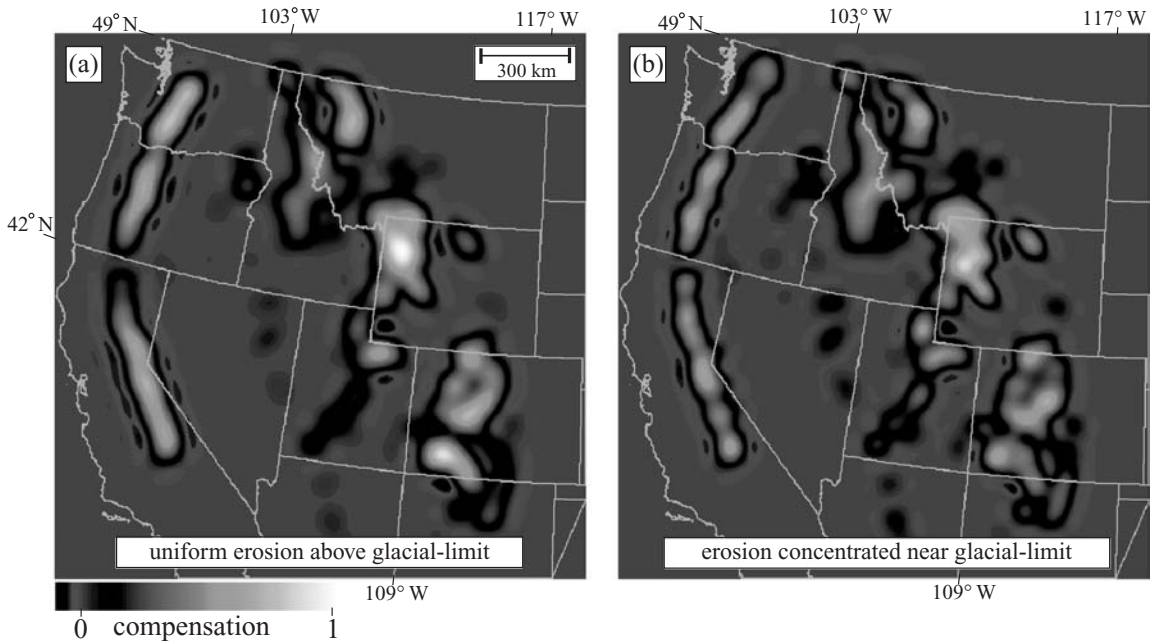 49° N
103° W
117° W
49° N
103° W
117° W
(a)
300 km
(b)
42° N
42° N
uniform erosion above glacial-limit
erosion concentrated near glacial-limit
0
compensation
1
109° W
109° W